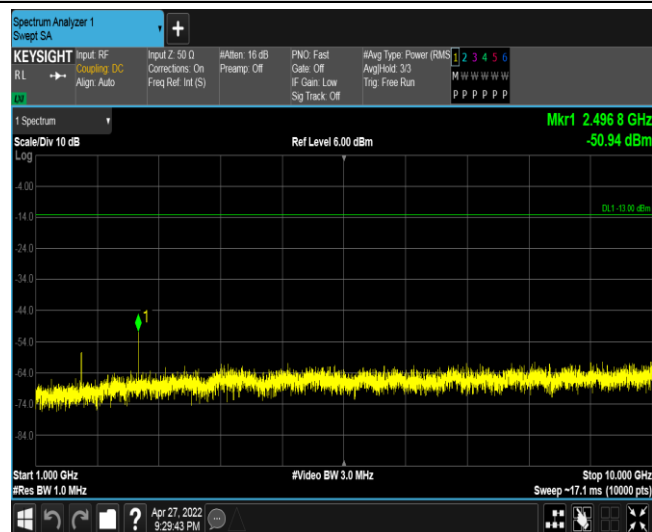 Spectrum Analyzer 1
Swept SA
+
KEYSIGHT
RL
Input: RF
Coupling: DC
Align: Auto
Input Z: 50 Ω
Corrections: On
Freq Ref: Int (S)
#Atten: 16 dB
Preamp: Off
PNO: Fast
Gate: Off
IF Gain: Low
Sig Track: Off
#Avg Type: Power (RMS
Avg|Hold: 3/3
Trig: Free Run
1 2 3 4 5 6
M W W W W W
P P P P P P
1 Spectrum
Scale/Div 10 dB
Ref Level 6.00 dBm
Mkr1 2.496 8 GHz
-50.94 dBm
Log
-4.00
-14.0
-24.0
-34.0
-44.0
-54.0
-64.0
-74.0
-84.0
DL1 -13.00 dBm
1
Start 1.000 GHz
#Res BW 1.0 MHz
#Video BW 3.0 MHz
Stop 10.000 GHz
Sweep ~17.1 ms (10000 pts)
?
Apr 27, 2022
9:29:43 PM